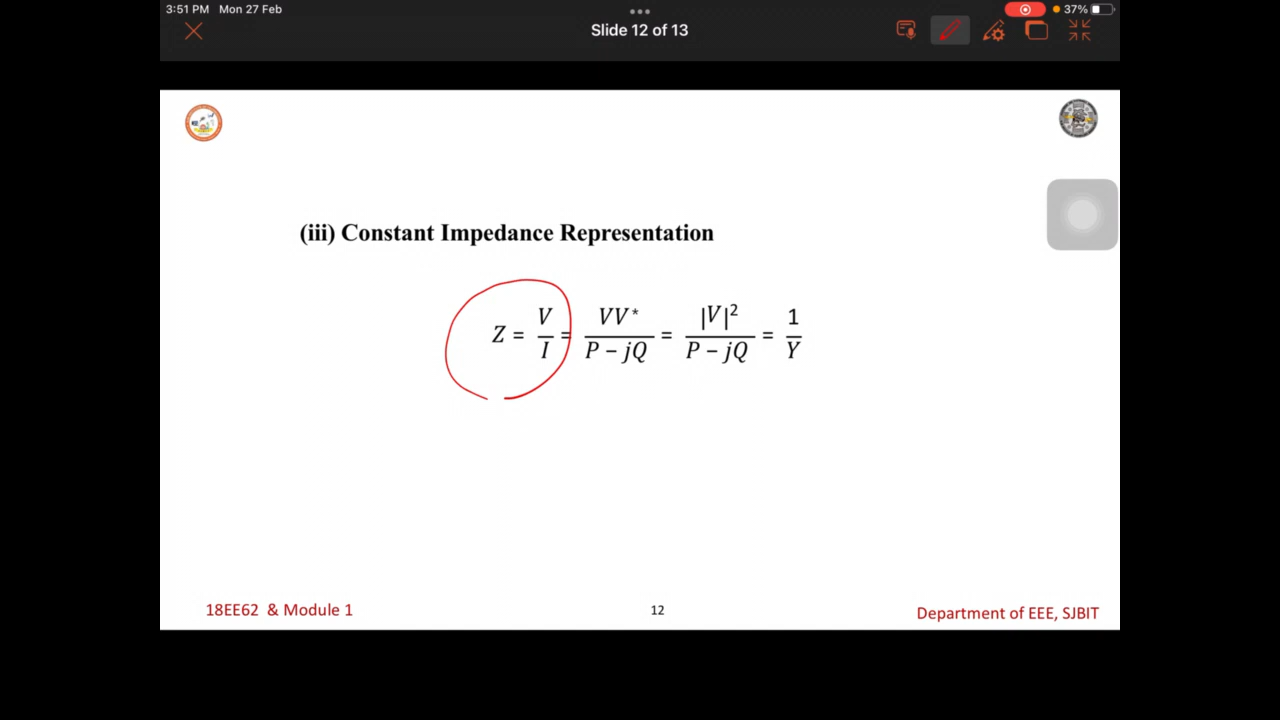 3:51 PM Mon 27 Feb
37%
Slide 12 of 13
(iii) Constant Impedance Representation
Z = V/I = VV*/P − jQ = |V|²/P − jQ = 1/Y
18EE62 & Module 1
12
Department of EEE, SJBIT